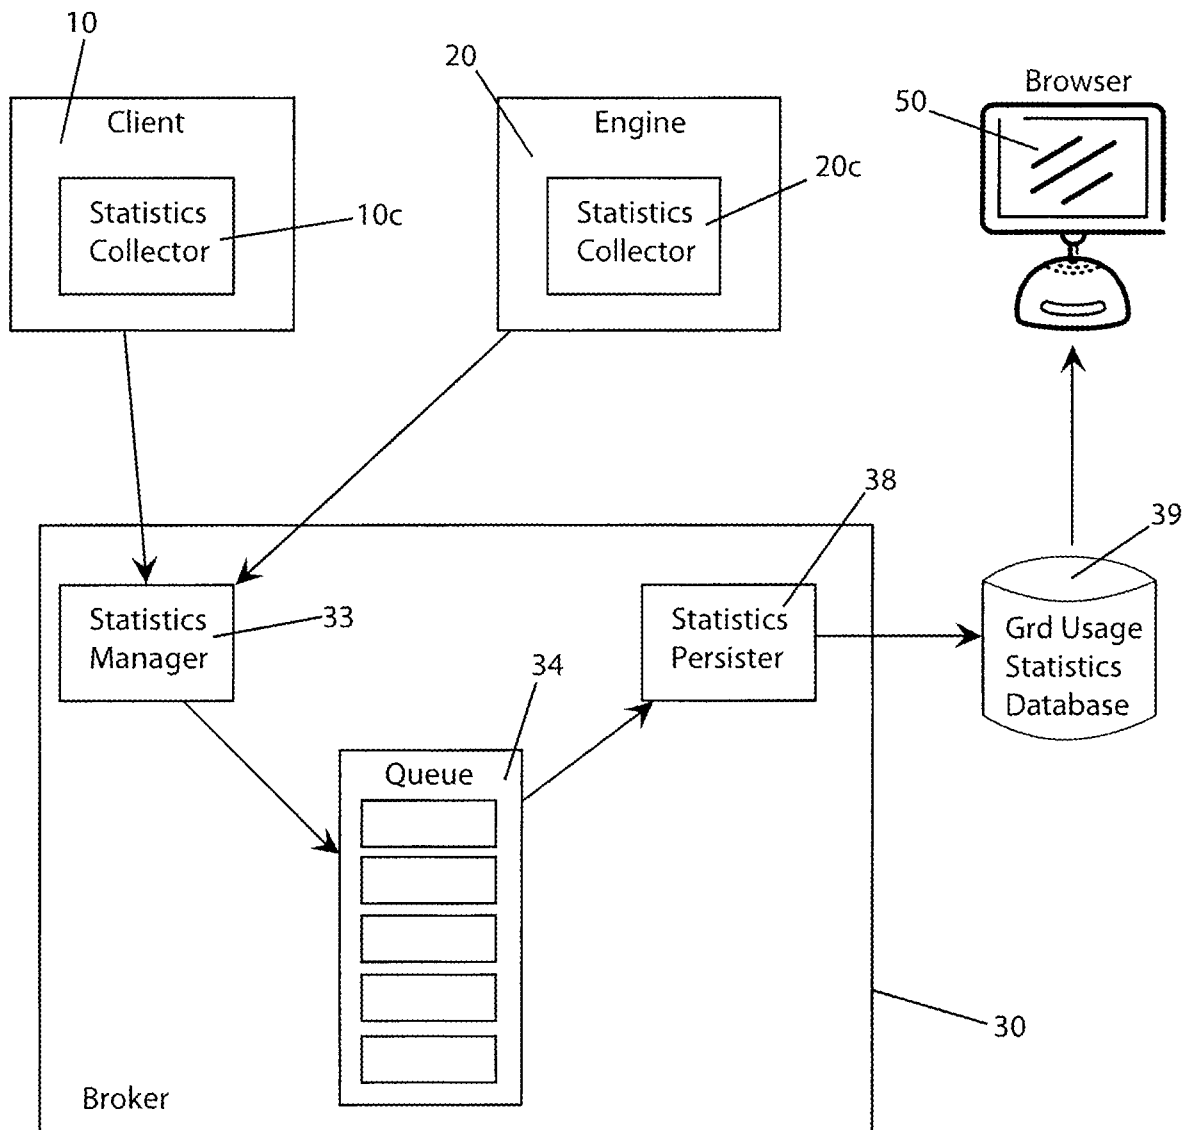 10
20
Browser
50
Client
Engine
20c
Statistics
Collector
10c
Statistics
Collector
38
39
Statistics
Manager
33
Statistics
Persister
Grd Usage
Statistics
Database
34
Queue
30
Broker